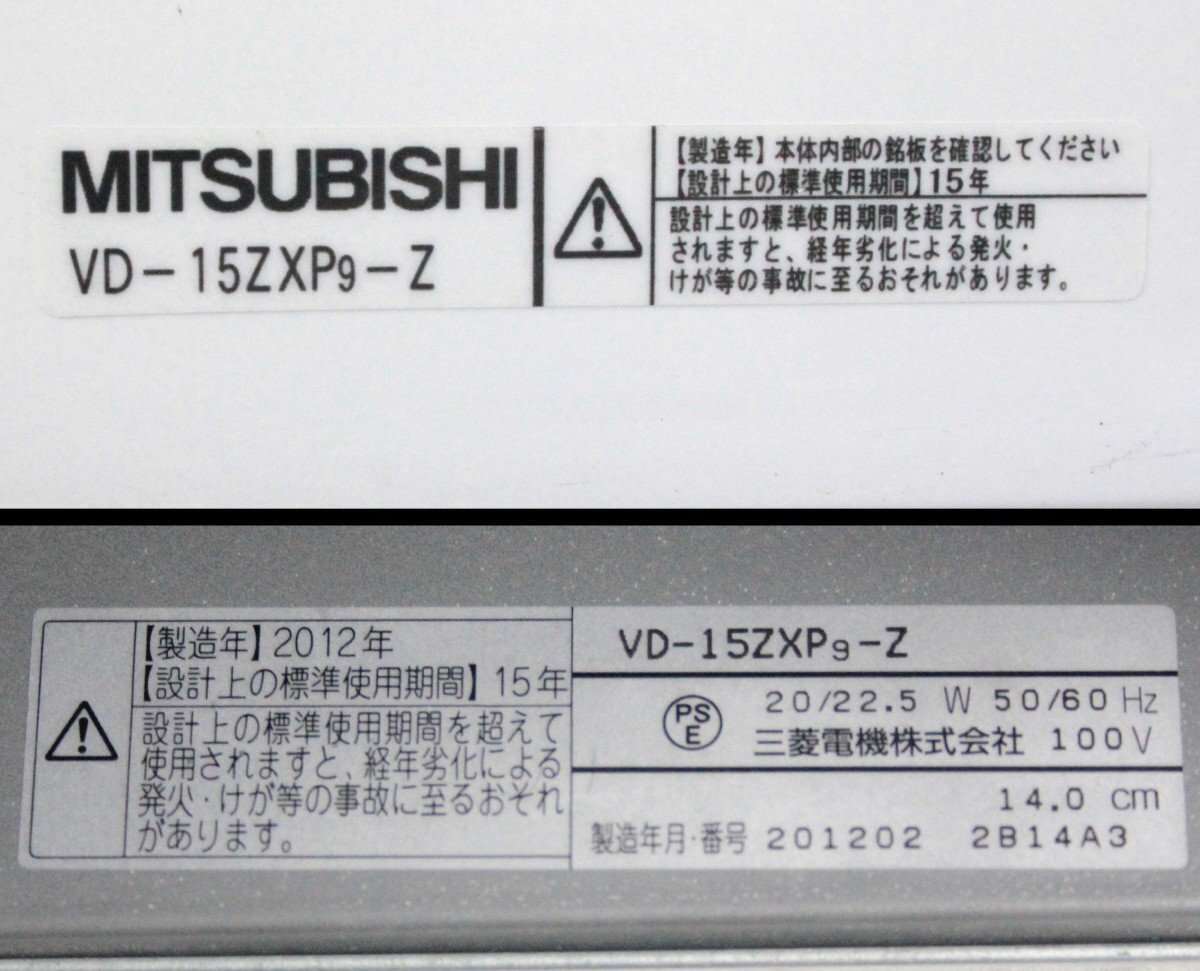 MITSUBISHI
VD-15ZXP9-Z
【製造年】本体内部の銘板を確認してください
【設計上の標準使用期間】15年
設計上の標準使用期間を超えて使用
されますと、経年劣化による発火・
けが等の事故に至るおそれがあります。
【製造年】2012年
【設計上の標準使用期間】15年
設計上の標準使用期間を超えて
使用されますと、経年劣化による
発火・けが等の事故に至るおそれ
があります。
VD-15ZXP9-Z
PS
E
20/22.5 W 50/60 Hz
三菱電機株式会社 100V
14.0 cm
製造年月・番号 201202 2B14A3